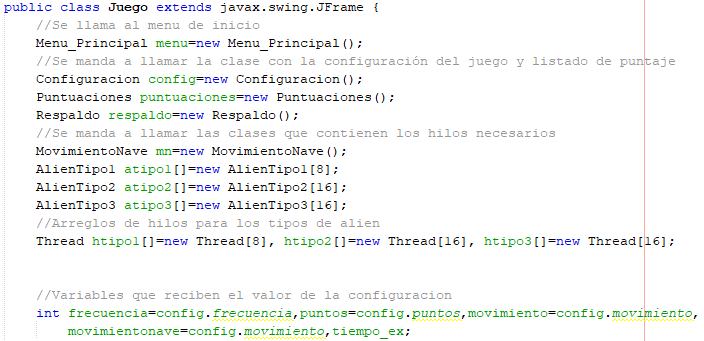 public class Juego extends javax.swing.JFrame {
//Se llama al menu de inicio
Menu_Principal menu=new Menu_Principal();
//Se manda a llamar la clase con la configuración del juego y listado de puntaje
Configuracion config=new Configuracion();
Puntuaciones puntuaciones=new Puntuaciones();
Respaldo respaldo=new Respaldo();
//Se manda a llamar las clases que contienen los hilos necesarios
MovimientoNave mn=new MovimientoNave();
AlienTipo1 atipo1[]=new AlienTipo1[8];
AlienTipo2 atipo2[]=new AlienTipo2[16];
AlienTipo3 atipo3[]=new AlienTipo3[16];
//Arreglos de hilos para los tipos de alien
Thread htipo1[]=new Thread[8], htipo2[]=new Thread[16], htipo3[]=new Thread[16];
//Variables que reciben el valor de la configuracion
int frecuencia=config.frecuencia,puntos=config.puntos,movimiento=config.movimiento,
movimientonave=config.movimiento,tiempo_ex;